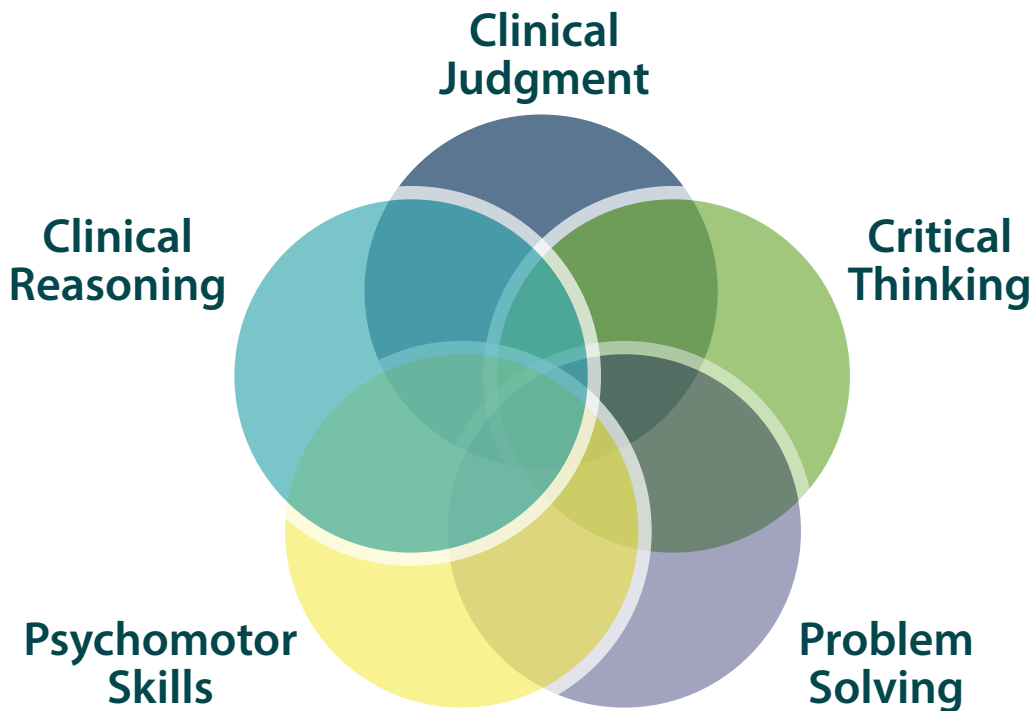 Clinical
Judgment
Clinical
Reasoning
Critical
Thinking
Psychomotor
Skills
Problem
Solving